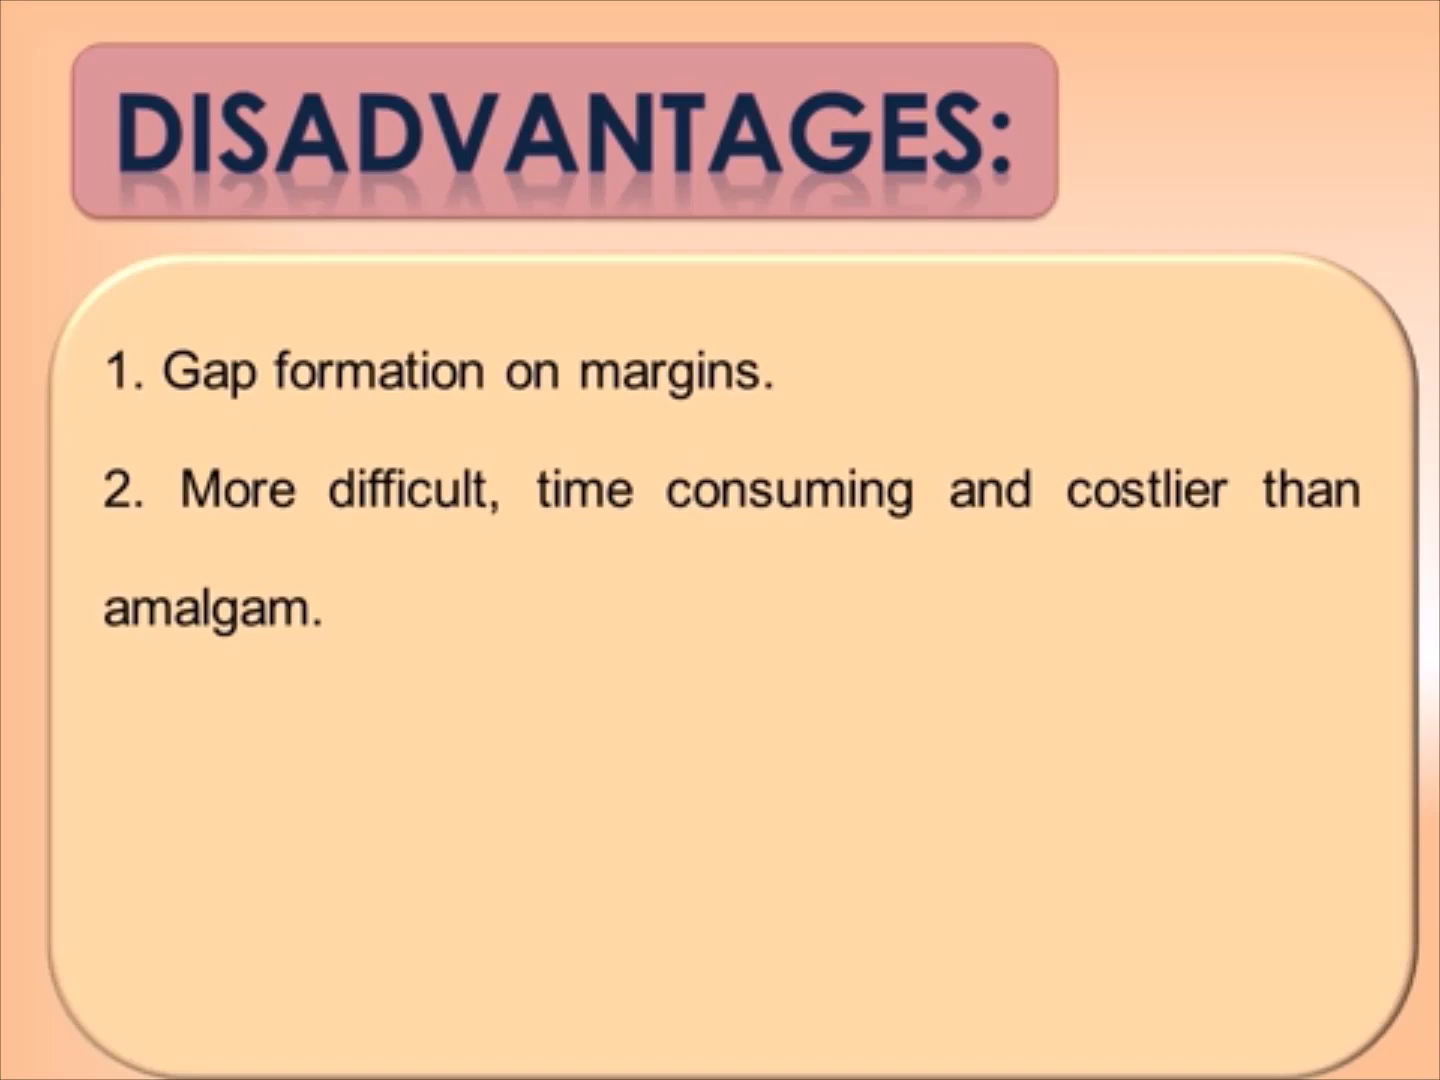 DISADVANTAGES:
1. Gap formation on margins.
2. More difficult, time consuming and costlier than
amalgam.